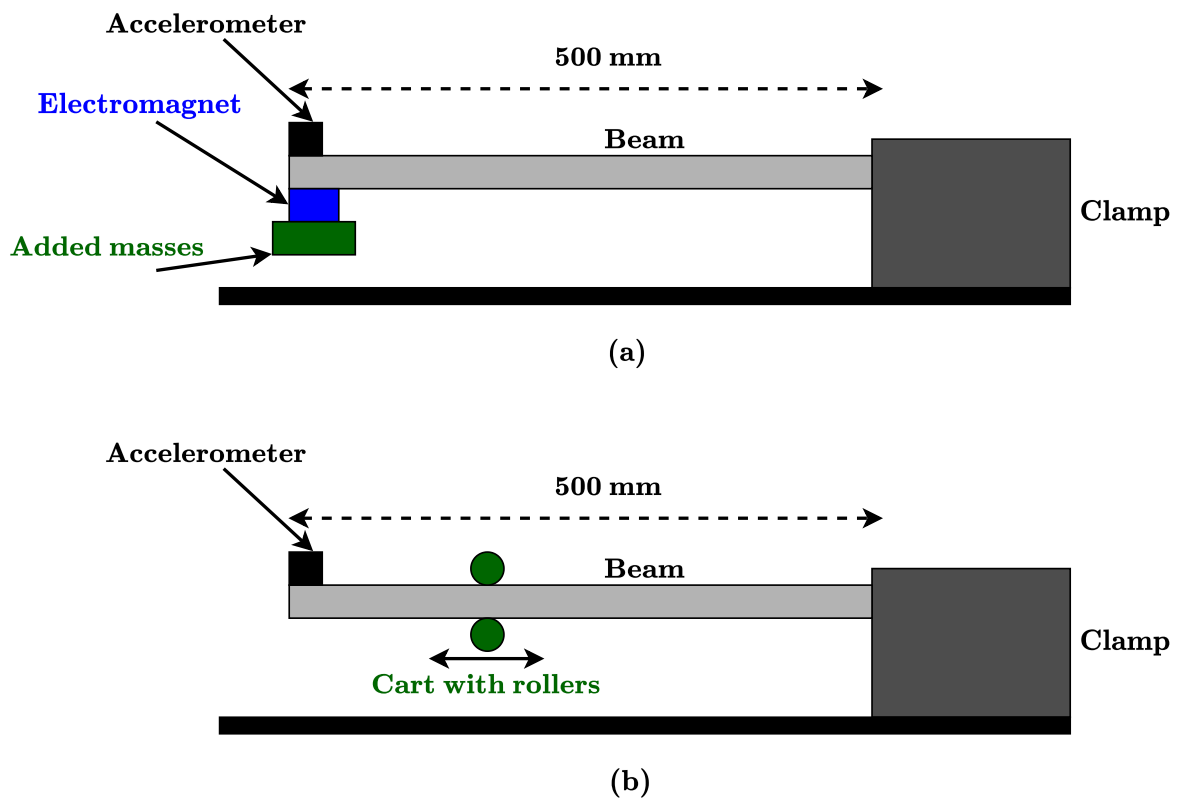 Accelerometer
500 mm
Electromagnet
Beam
Clamp
Added masses
(a)
Accelerometer
500 mm
Beam
Clamp
Cart with rollers
(b)